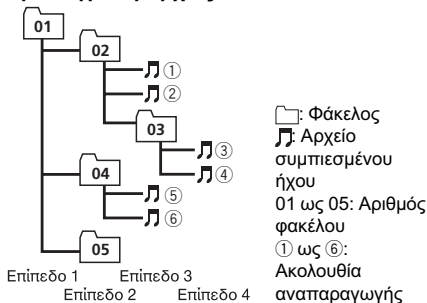 01
02
①
②
03
③
④
04
⑤
⑥
05
Επίπεδο 1
Επίπεδο 3
Επίπεδο 2
Επίπεδο 4
: Φάκελος
: Αρχείο
συμπιεσμένου
ήχου
01 ως 05: Αριθμός
φακέλου
① ως ⑥:
Ακολουθία
αναπαραγωγής